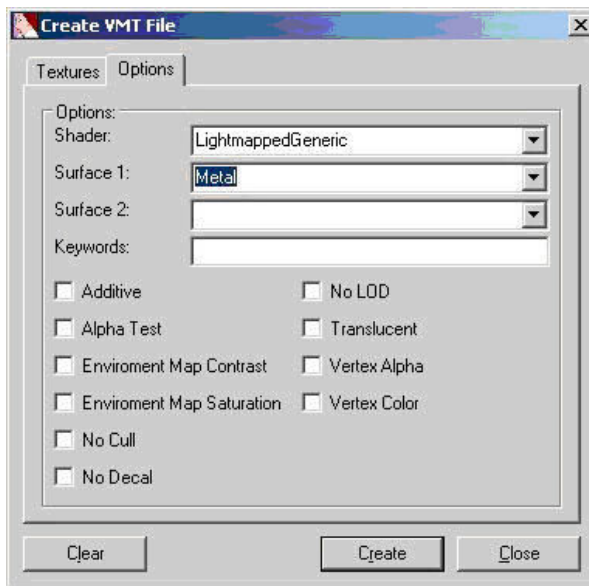 Create VMT File
Textures Options
Options:
Shader: LightmappedGeneric
Surface 1: Metal
Surface 2:
Keywords:
Additive No LOD
Alpha Test Translucent
Enviroment Map Contrast Vertex Alpha
Enviroment Map Saturation Vertex Color
No Cull
No Decal
Clear Create Close